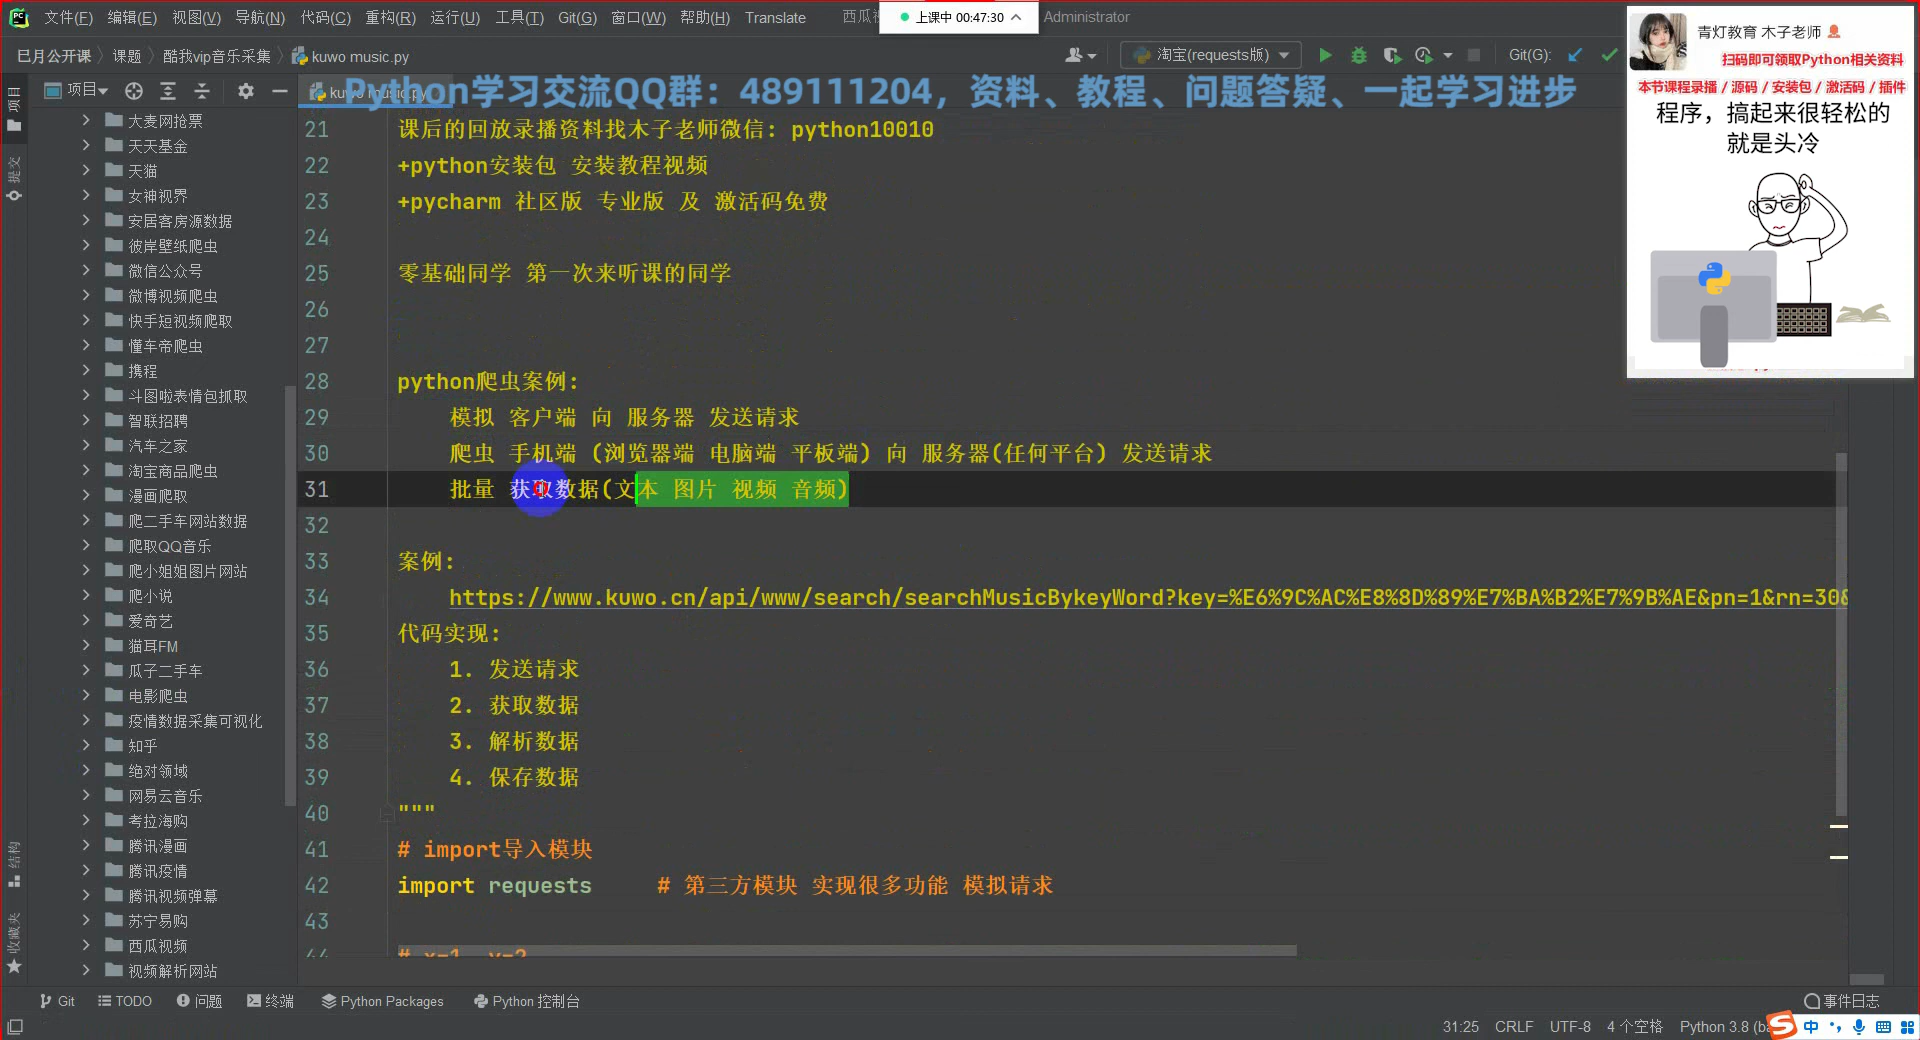 文件(F) 编辑(E) 视图(V) 导航(N) 代码(C) 重构(R) 运行(U) 工具(T) Git(G) 窗口(W) 帮助(H) Translate 西瓜
上课中 00:47:30
Administrator
巳月公开课 课题 酷我vip音乐采集 kuwo music.py
淘宝(requests版)
Git(G):
项目
kuwo music.py
Python学习交流QQ群：489111204，资料、教程、问题答疑、一起学习进步
青灯教育 木子老师
扫码即可领取Python相关资料
本节课程录播 / 源码 / 安装包 / 激活码 / 插件
程序，搞起来很轻松的
就是头冷
项目
提交
结构
收藏夹
大麦网抢票
天天基金
天猫
女神视界
安居客房源数据
彼岸壁纸爬虫
微信公众号
微博视频爬虫
快手短视频爬取
懂车帝爬虫
携程
斗图啦表情包抓取
智联招聘
汽车之家
淘宝商品爬虫
漫画爬取
爬二手车网站数据
爬取QQ音乐
爬小姐姐图片网站
爬小说
爱奇艺
猫耳FM
瓜子二手车
电影爬虫
疫情数据采集可视化
知乎
绝对领域
网易云音乐
考拉海购
腾讯漫画
腾讯疫情
腾讯视频弹幕
苏宁易购
西瓜视频
视频解析网站
21 课后的回放录播资料找木子老师微信: python10010
22 +python安装包 安装教程视频
23 +pycharm 社区版 专业版 及 激活码免费
24
25 零基础同学 第一次来听课的同学
26
27
28 python爬虫案例:
29 模拟 客户端 向 服务器 发送请求
30 爬虫 手机端 (浏览器端 电脑端 平板端) 向 服务器(任何平台) 发送请求
31 批量 获取数据(文本 图片 视频 音频)
32
33 案例:
34 https://www.kuwo.cn/api/www/search/searchMusicBykeyWord?key=%E6%9C%AC%E8%8D%89%E7%BA%B2%E7%9B%AE&pn=1&rn=30&
35 代码实现:
36 1. 发送请求
37 2. 获取数据
38 3. 解析数据
39 4. 保存数据
40 """
41 # import导入模块
42 import requests # 第三方模块 实现很多功能 模拟请求
43
44 # x=1 y=2
Git TODO 问题 终端 Python Packages Python 控制台
事件日志
31:25 CRLF UTF-8 4 个空格 Python 3.8 (ba
中